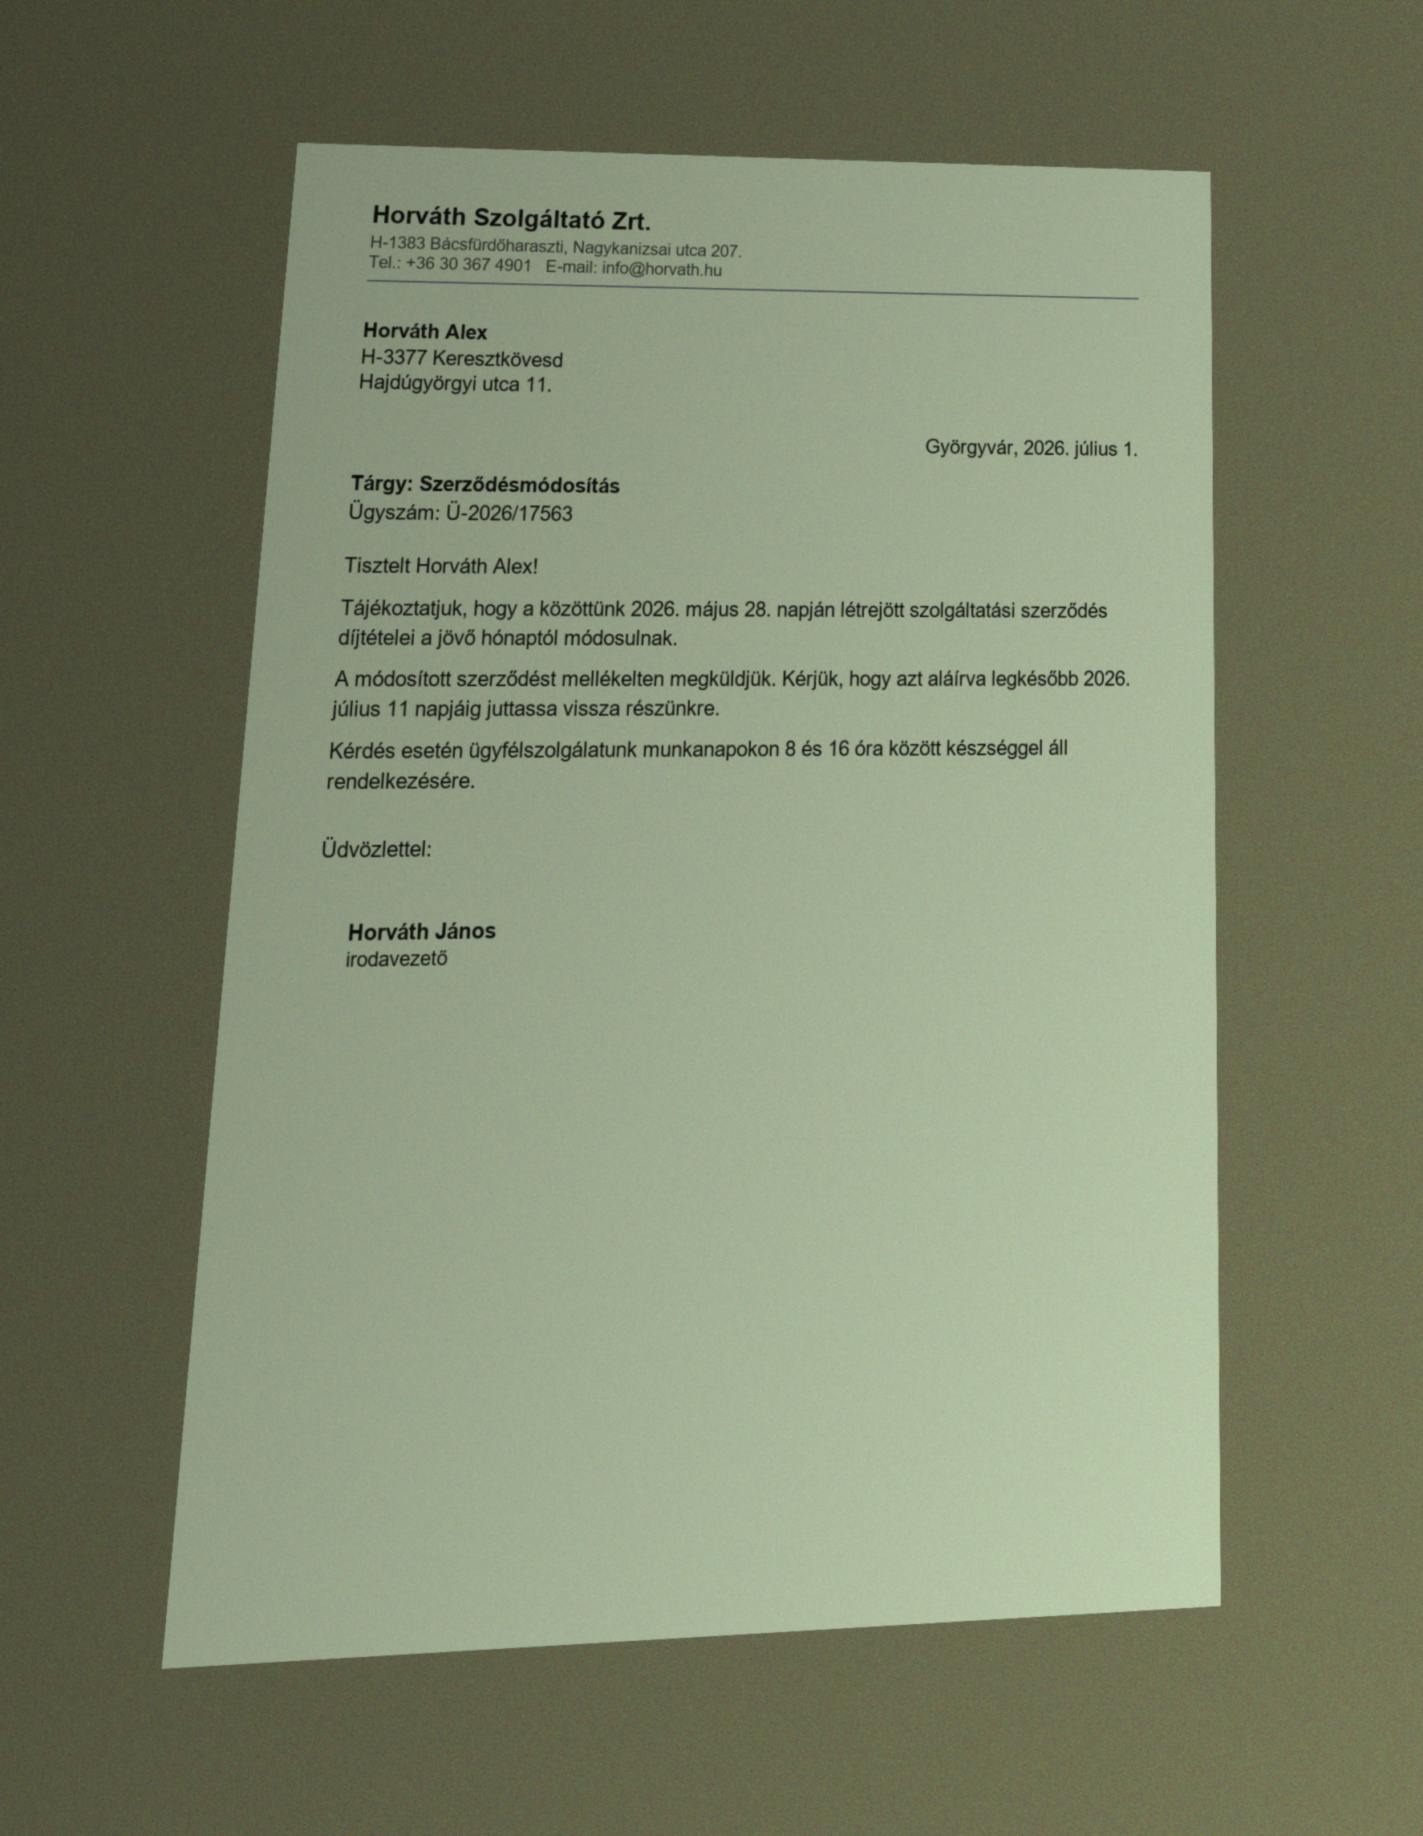 Horváth Szolgáltató Zrt.
H-1383 Bácsfürdőharaszti, Nagykanizsai utca 207.
Tel.: +36 30 367 4901   E-mail: info@horvath.hu
Horváth Alex
H-3377 Keresztkövesd
Hajdúgyörgyi utca 11.
Györgyvár, 2026. július 1.
Tárgy: Szerződésmódosítás
Ügyszám: Ü-2026/17563
Tisztelt Horváth Alex!
Tájékoztatjuk, hogy a közöttünk 2026. május 28. napján létrejött szolgáltatási szerződés
díjtételei a jövő hónaptól módosulnak.
A módosított szerződést mellékelten megküldjük. Kérjük, hogy azt aláírva legkésőbb 2026.
július 11 napjáig juttassa vissza részünkre.
Kérdés esetén ügyfélszolgálatunk munkanapokon 8 és 16 óra között készséggel áll
rendelkezésére.
Üdvözlettel:
Horváth János
irodavezető